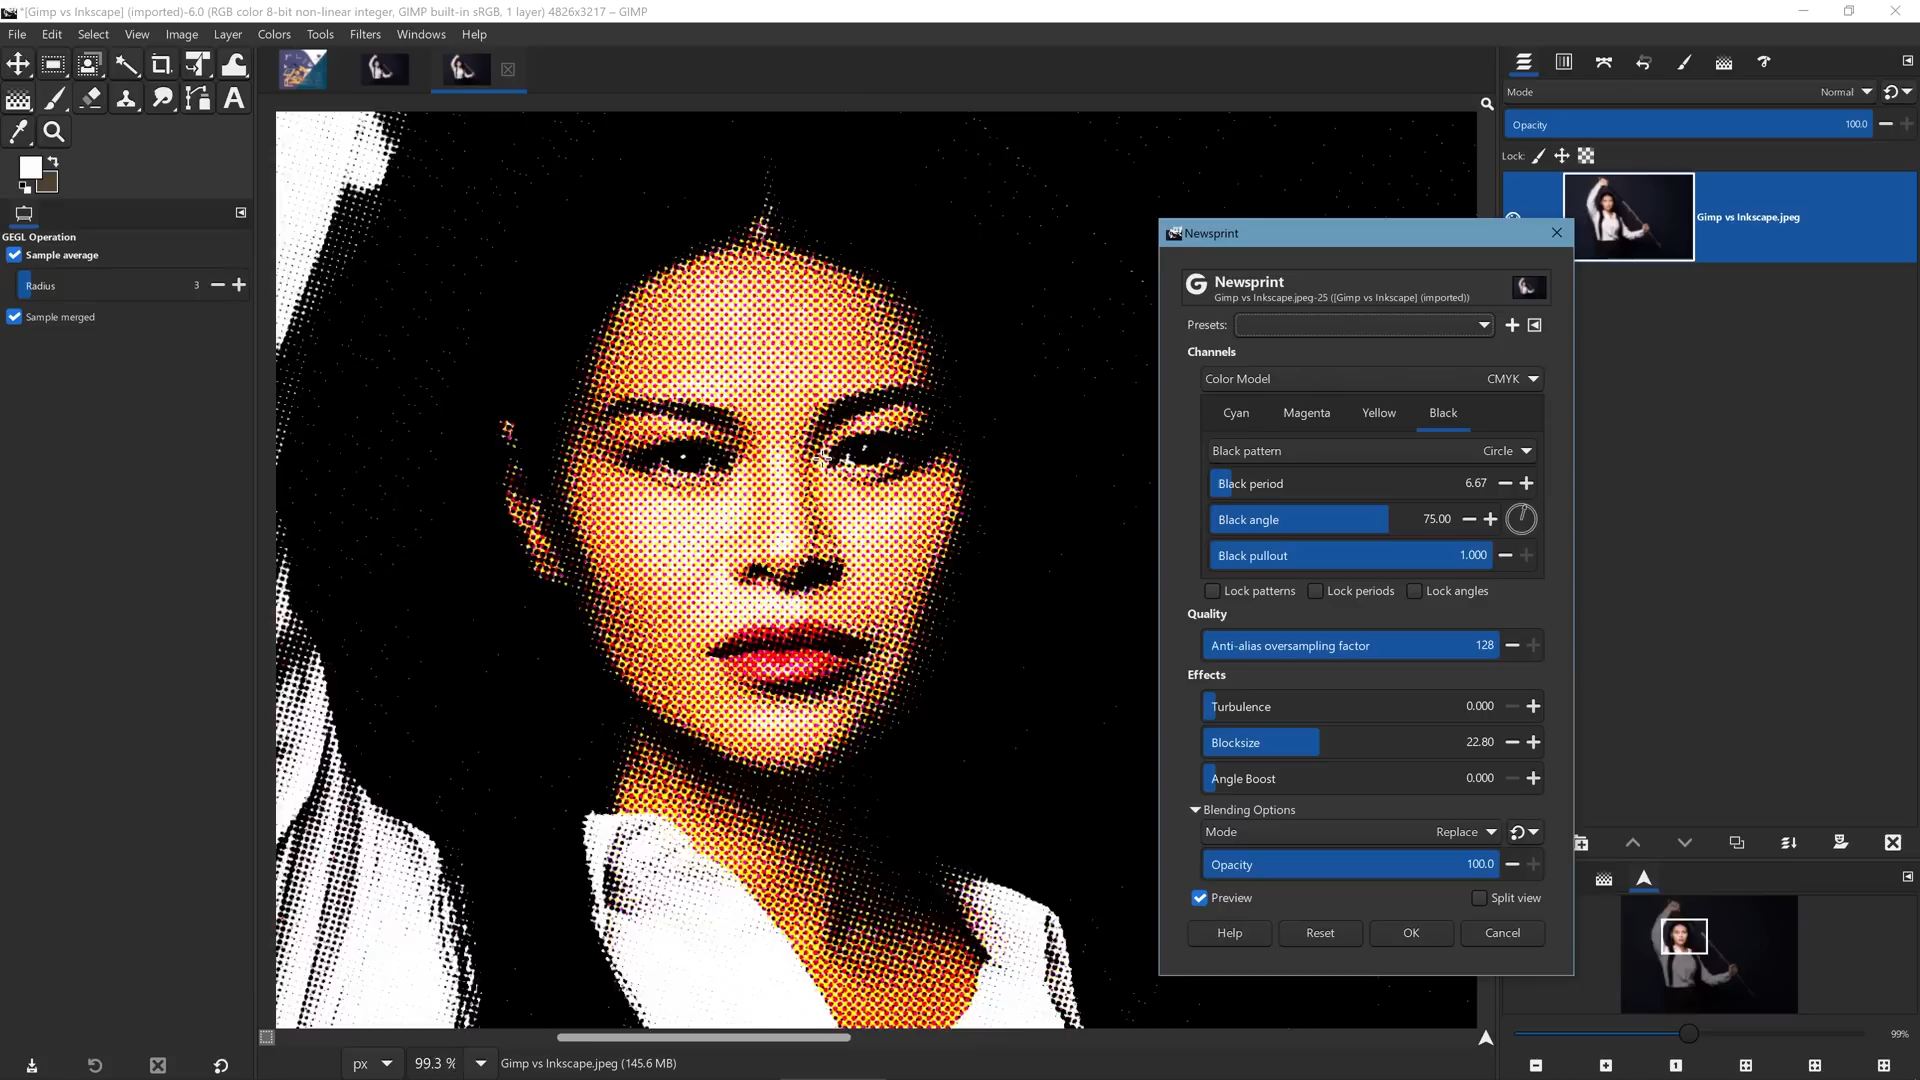 *[Gimp vs Inkscape] (imported)-6.0 (RGB color 8-bit non-linear integer, GIMP built-in sRGB, 1 layer) 4826x3217 – GIMP
File Edit Select View Image Layer Colors Tools Filters Windows Help
GEGL Operation
Sample average
Radius 3
Sample merged
Mode Normal
Opacity 100.0
Lock:
Gimp vs Inkscape.jpeg
Newsprint
Newsprint
Gimp vs Inkscape.jpeg-25 ([Gimp vs Inkscape] (imported))
Presets:
Channels
Color Model CMYK
Cyan Magenta Yellow Black
Black pattern Circle
Black period 6.67
Black angle 75.00
Black pullout 1.000
Lock patterns Lock periods Lock angles
Quality
Anti-alias oversampling factor 128
Effects
Turbulence 0.000
Blocksize 22.80
Angle Boost 0.000
Blending Options
Mode Replace
Opacity 100.0
Preview Split view
Help Reset OK Cancel
99%
px 99.3 % Gimp vs Inkscape.jpeg (145.6 MB)